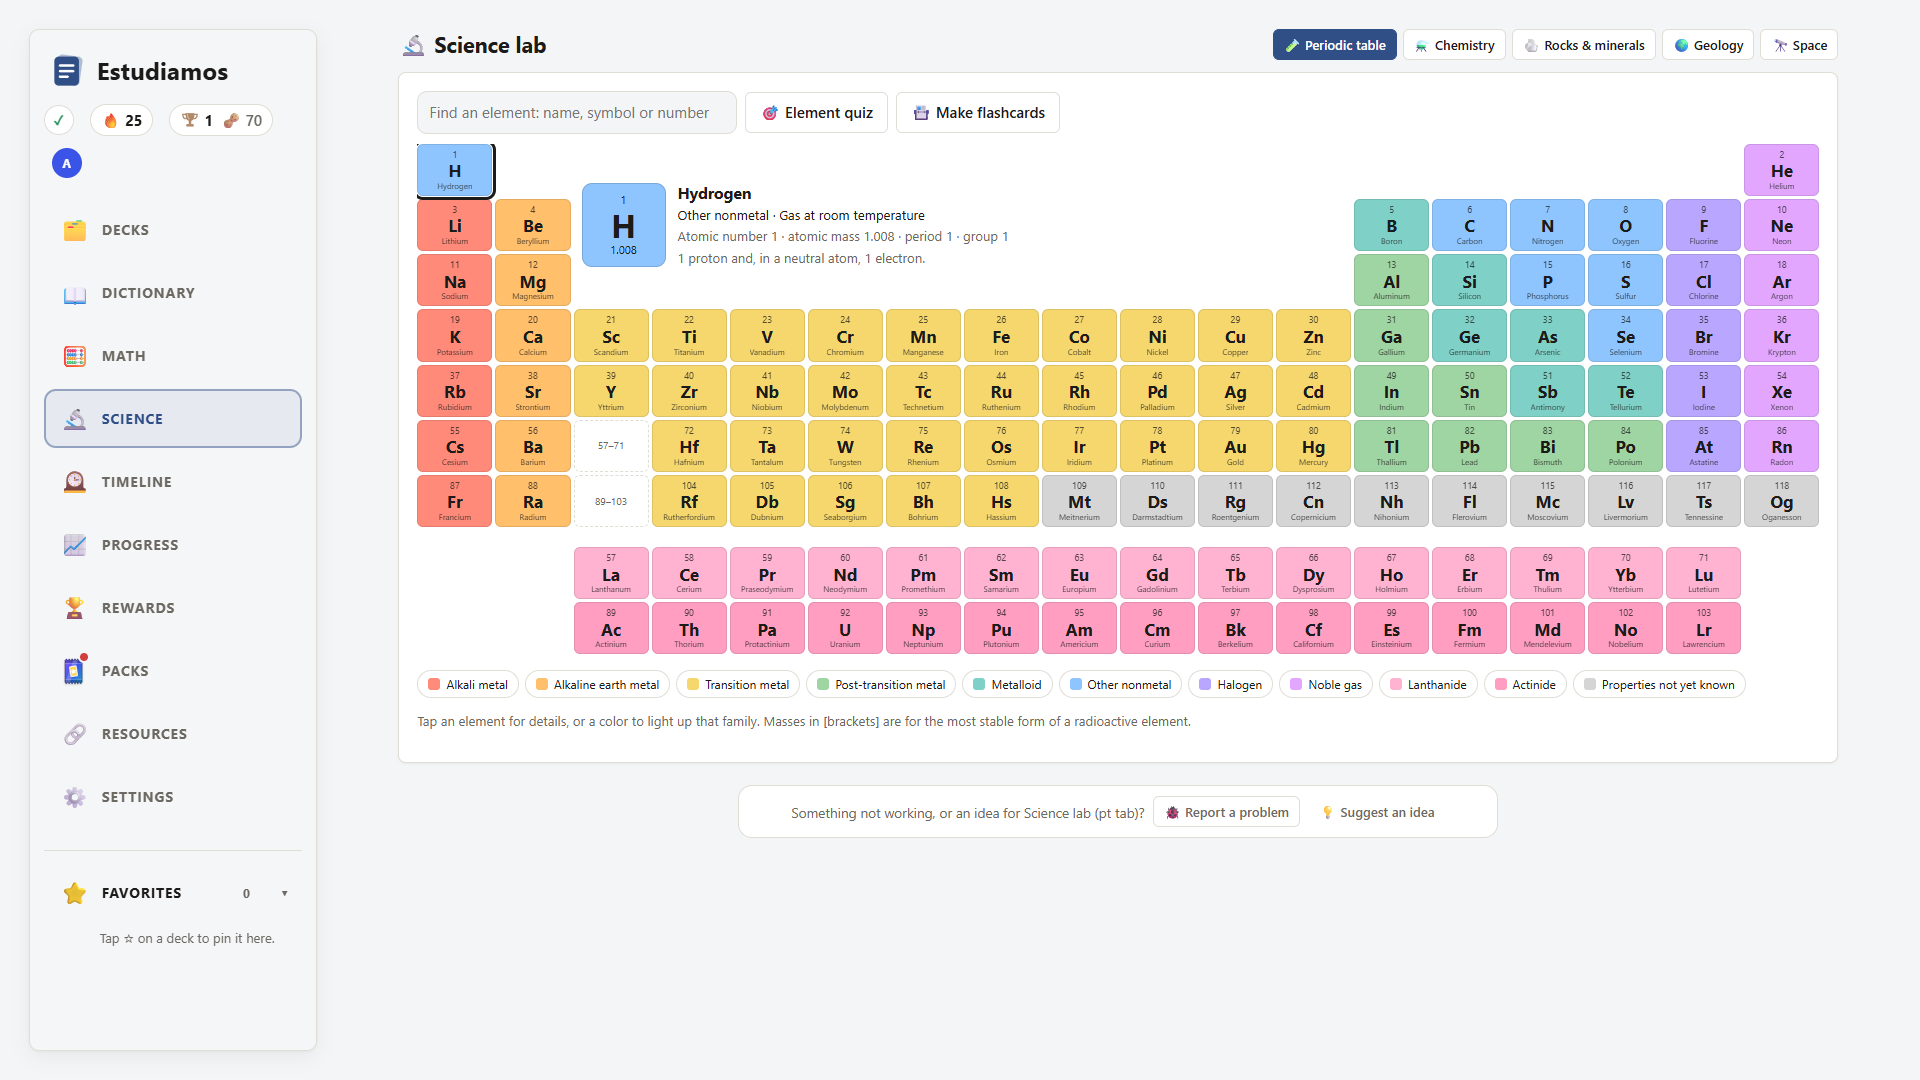 Estudiamos
✓ 25 1 70
A
DECKS
DICTIONARY
MATH
SCIENCE
TIMELINE
PROGRESS
REWARDS
PACKS
RESOURCES
SETTINGS
FAVORITES 0 ▾
Tap ☆ on a deck to pin it here.
Science lab
Periodic table Chemistry Rocks & minerals Geology Space
Find an element: name, symbol or number Element quiz Make flashcards
1 2
H He
Hydrogen Helium
1
H
1.008
Hydrogen
Other nonmetal · Gas at room temperature
Atomic number 1 · atomic mass 1.008 · period 1 · group 1
1 proton and, in a neutral atom, 1 electron.
3 4 5 6 7 8 9 10
Li Be B C N O F Ne
Lithium Beryllium Boron Carbon Nitrogen Oxygen Fluorine Neon
11 12 13 14 15 16 17 18
Na Mg Al Si P S Cl Ar
Sodium Magnesium Aluminum Silicon Phosphorus Sulfur Chlorine Argon
19 20 21 22 23 24 25 26 27 28 29 30 31 32 33 34 35 36
K Ca Sc Ti V Cr Mn Fe Co Ni Cu Zn Ga Ge As Se Br Kr
Potassium Calcium Scandium Titanium Vanadium Chromium Manganese Iron Cobalt Nickel Copper Zinc Gallium Germanium Arsenic Selenium Bromine Krypton
37 38 39 40 41 42 43 44 45 46 47 48 49 50 51 52 53 54
Rb Sr Y Zr Nb Mo Tc Ru Rh Pd Ag Cd In Sn Sb Te I Xe
Rubidium Strontium Yttrium Zirconium Niobium Molybdenum Technetium Ruthenium Rhodium Palladium Silver Cadmium Indium Tin Antimony Tellurium Iodine Xenon
55 56 57–71 72 73 74 75 76 77 78 79 80 81 82 83 84 85 86
Cs Ba Hf Ta W Re Os Ir Pt Au Hg Tl Pb Bi Po At Rn
Cesium Barium Hafnium Tantalum Tungsten Rhenium Osmium Iridium Platinum Gold Mercury Thallium Lead Bismuth Polonium Astatine Radon
87 88 89–103 104 105 106 107 108 109 110 111 112 113 114 115 116 117 118
Fr Ra Rf Db Sg Bh Hs Mt Ds Rg Cn Nh Fl Mc Lv Ts Og
Francium Radium Rutherfordium Dubnium Seaborgium Bohrium Hassium Meitnerium Darmstadtium Roentgenium Copernicium Nihonium Flerovium Moscovium Livermorium Tennessine Oganesson
57 58 59 60 61 62 63 64 65 66 67 68 69 70 71
La Ce Pr Nd Pm Sm Eu Gd Tb Dy Ho Er Tm Yb Lu
Lanthanum Cerium Praseodymium Neodymium Promethium Samarium Europium Gadolinium Terbium Dysprosium Holmium Erbium Thulium Ytterbium Lutetium
89 90 91 92 93 94 95 96 97 98 99 100 101 102 103
Ac Th Pa U Np Pu Am Cm Bk Cf Es Fm Md No Lr
Actinium Thorium Protactinium Uranium Neptunium Plutonium Americium Curium Berkelium Californium Einsteinium Fermium Mendelevium Nobelium Lawrencium
Alkali metal Alkaline earth metal Transition metal Post-transition metal Metalloid Other nonmetal Halogen Noble gas Lanthanide Actinide Properties not yet known
Tap an element for details, or a color to light up that family. Masses in [brackets] are for the most stable form of a radioactive element.
Something not working, or an idea for Science lab (pt tab)? Report a problem Suggest an idea